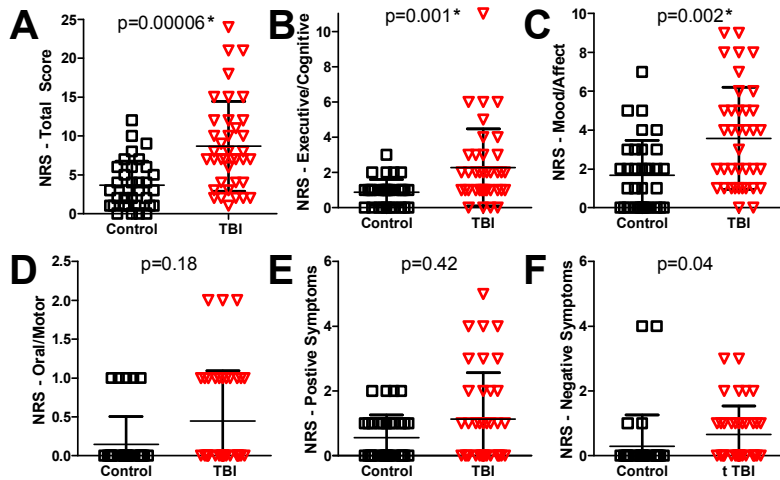 A
p=0.00006*
NRS - Total Score
25
20
15
10
5
0
Control
TBI
B
p=0.001*
NRS - Executive/Cognitive
10
8
6
4
2
0
Control
TBI
C
p=0.002*
NRS - Mood/Affect
10
8
6
4
2
0
Control
TBI
D
p=0.18
NRS - Oral/Motor
2.5
2.0
1.5
1.0
0.5
0.0
Control
TBI
E
p=0.42
NRS - Postive Symptoms
6
4
2
0
Control
TBI
F
p=0.04
NRS - Negative Symptoms
6
4
2
0
Control
t TBI